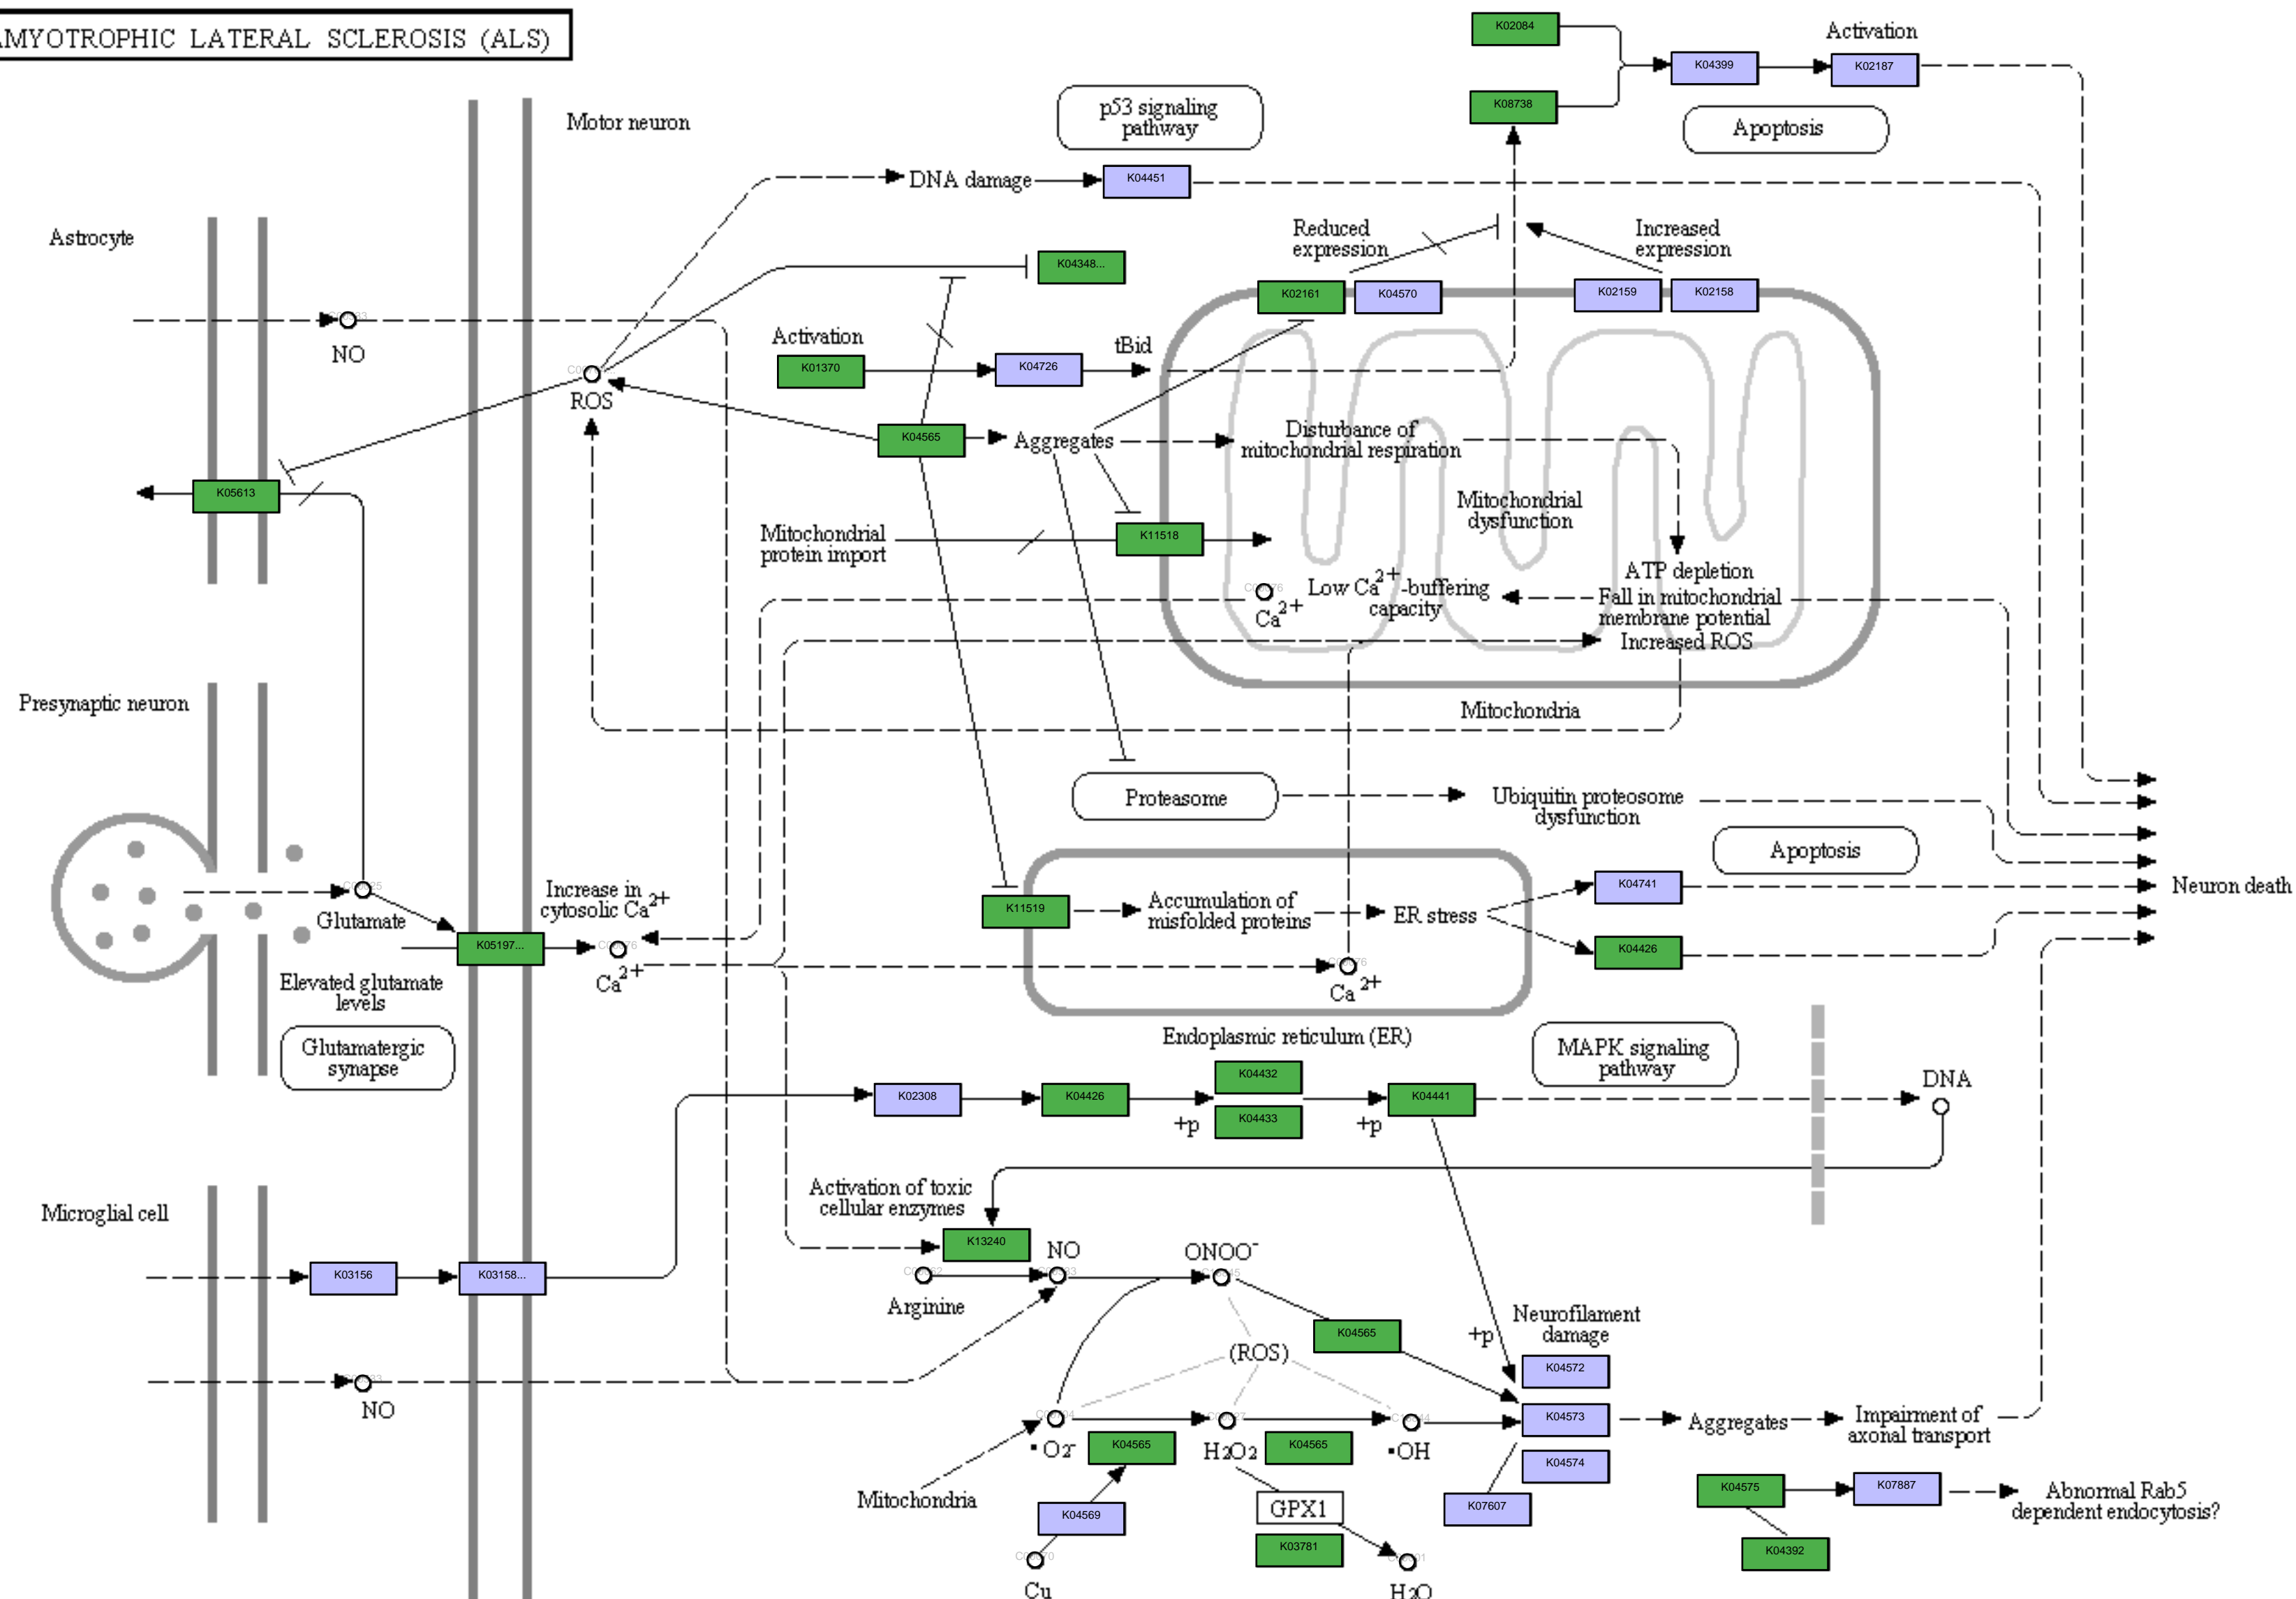 AMYOTROPHIC LATERAL SCLEROSIS (ALS)
K02084
Activation
K04399
K02187
K08738
Apoptosis
p53 signaling
pathway
Motor neuron
DNA damage
K04451
Astrocyte
Reduced
expression
Increased
expression
K04348...
K02161
K04570
K02159
K02158
NO
Activation
K01370
K04726
tBid
ROS
K04565
Aggregates
Disturbance of
mitochondrial respiration
K05613
Mitochondrial
dysfunction
Mitochondrial
protein import
K11518
ATP depletion
Low Ca2+-buffering
capacity
Ca2+
Fall in mitochondrial
membrane potential
Increased ROS
Presynaptic neuron
Mitochondria
Proteasome
Ubiquitin proteosome
dysfunction
Apoptosis
K04741
Neuron death
Increase in
cytosolic Ca2+
Glutamate
K11519
Accumulation of
misfolded proteins
ER stress
K05197...
K04426
Ca2+
Ca2+
Elevated glutamate
levels
Glutamatergic
synapse
Endoplasmic reticulum (ER)
MAPK signaling
pathway
K02308
K04426
K04432
K04433
+p
+p
K04441
DNA
Activation of toxic
cellular enzymes
Microglial cell
K13240
NO
ONOO-
K03156
K03158...
Arginine
Neurofilament
damage
K04565
+p
(ROS)
K04572
NO
K04573
Aggregates
Impairment of
axonal transport
·O2-
K04565
H2O2
K04565
·OH
K04574
Mitochondria
K04569
GPX1
K07607
K04575
K07887
Abnormal Rab5
dependent endocytosis?
K03781
K04392
Cu
H2O